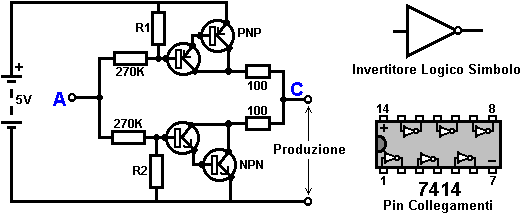 R1
PNP
270K
100
+
5V
A
C
270K
100
R2
NPN
Produzione
Invertitore Logico Simbolo
14 8
+
−
1 7
7414
Pin Collegamenti